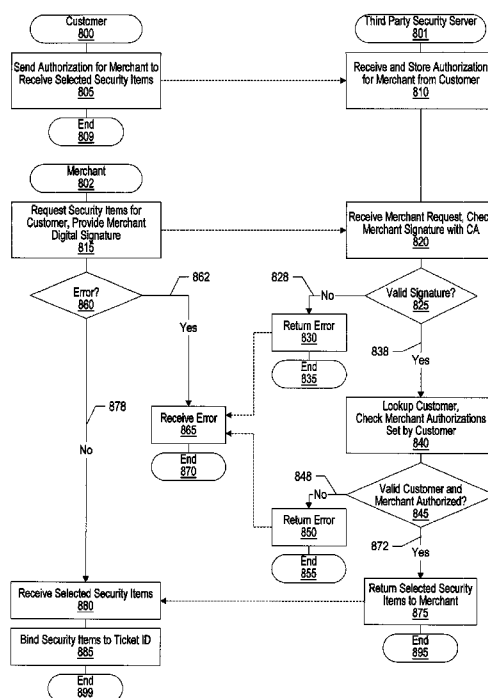 Customer
800
Third Party Security Server
801
Send Authorization for Merchant to
Receive Selected Security Items
805
Receive and Store Authorization
for Merchant from Customer
810
End
809
Merchant
802
Request Security Items for
Customer, Provide Merchant
Digital Signature
815
Receive Merchant Request, Check
Merchant Signature with CA
820
Error?
860
862
Yes
828
No
Valid Signature?
825
Return Error
830
838
Yes
End
835
878
No
Receive Error
865
Lookup Customer,
Check Merchant Authorizations
Set by Customer
840
End
870
848
No
Valid Customer and
Merchant Authorized?
845
Return Error
850
872
Yes
End
855
Receive Selected Security Items
880
Return Selected Security
Items to Merchant
875
Bind Security Items to Ticket ID
885
End
895
End
899